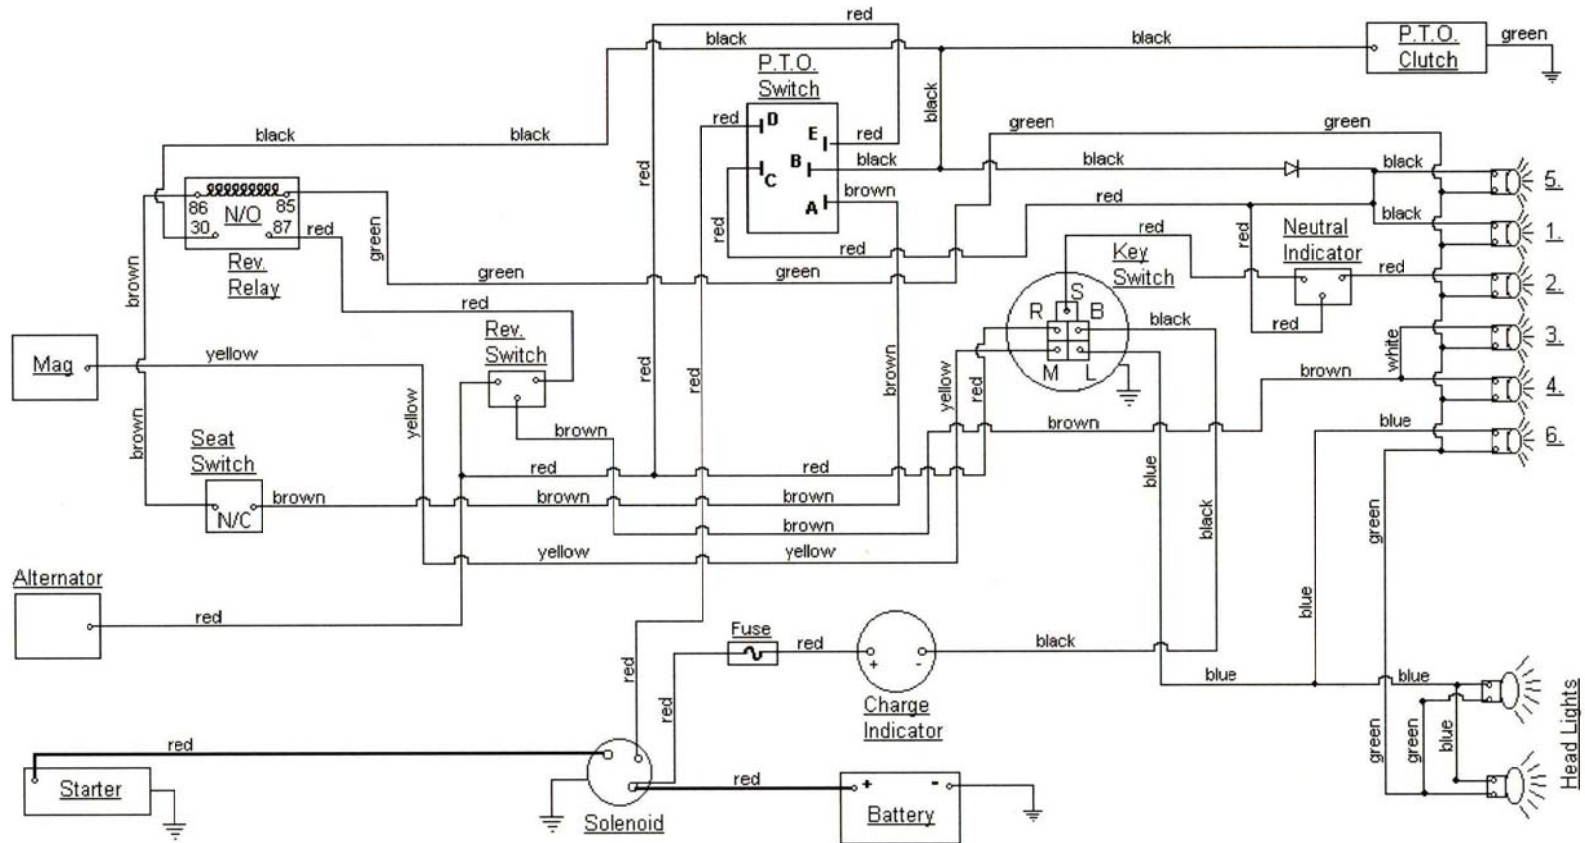 red
black
black
P.T.O.
Clutch
green
P.T.O.
Switch
black
black
black
red
D
E
red
green
green
B
black
black
black
5.
C
brown
A
86
85
30
N/O
87
red
Rev.
Relay
green
red
red
red
red
black
1.
red
Neutral
Indicator
red
Key
Switch
red
2.
brown
green
green
S
R
B
black
red
red
Rev.
Switch
white
3.
Mag
yellow
red
red
M
L
yellow
red
brown
brown
4.
yellow
brown
brown
brown
blue
6.
Seat
Switch
red
red
blue
N/C
brown
brown
brown
black
green
brown
yellow
yellow
Alternator
red
blue
Fuse
red
black
red
+
-
blue
blue
red
Charge
Indicator
green
green
blue
Head Lights
red
Starter
Solenoid
red
+
-
Battery